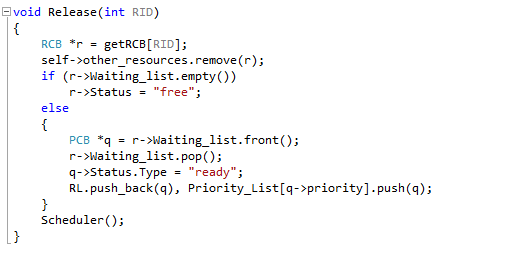 void Release(int RID)
{
    RCB *r = getRCB[RID];
    self->other_resources.remove(r);
    if (r->Waiting_list.empty())
        r->Status = "free";
    else
    {
        PCB *q = r->Waiting_list.front();
        r->Waiting_list.pop();
        q->Status.Type = "ready";
        RL.push_back(q), Priority_List[q->priority].push(q);
    }
    Scheduler();
}